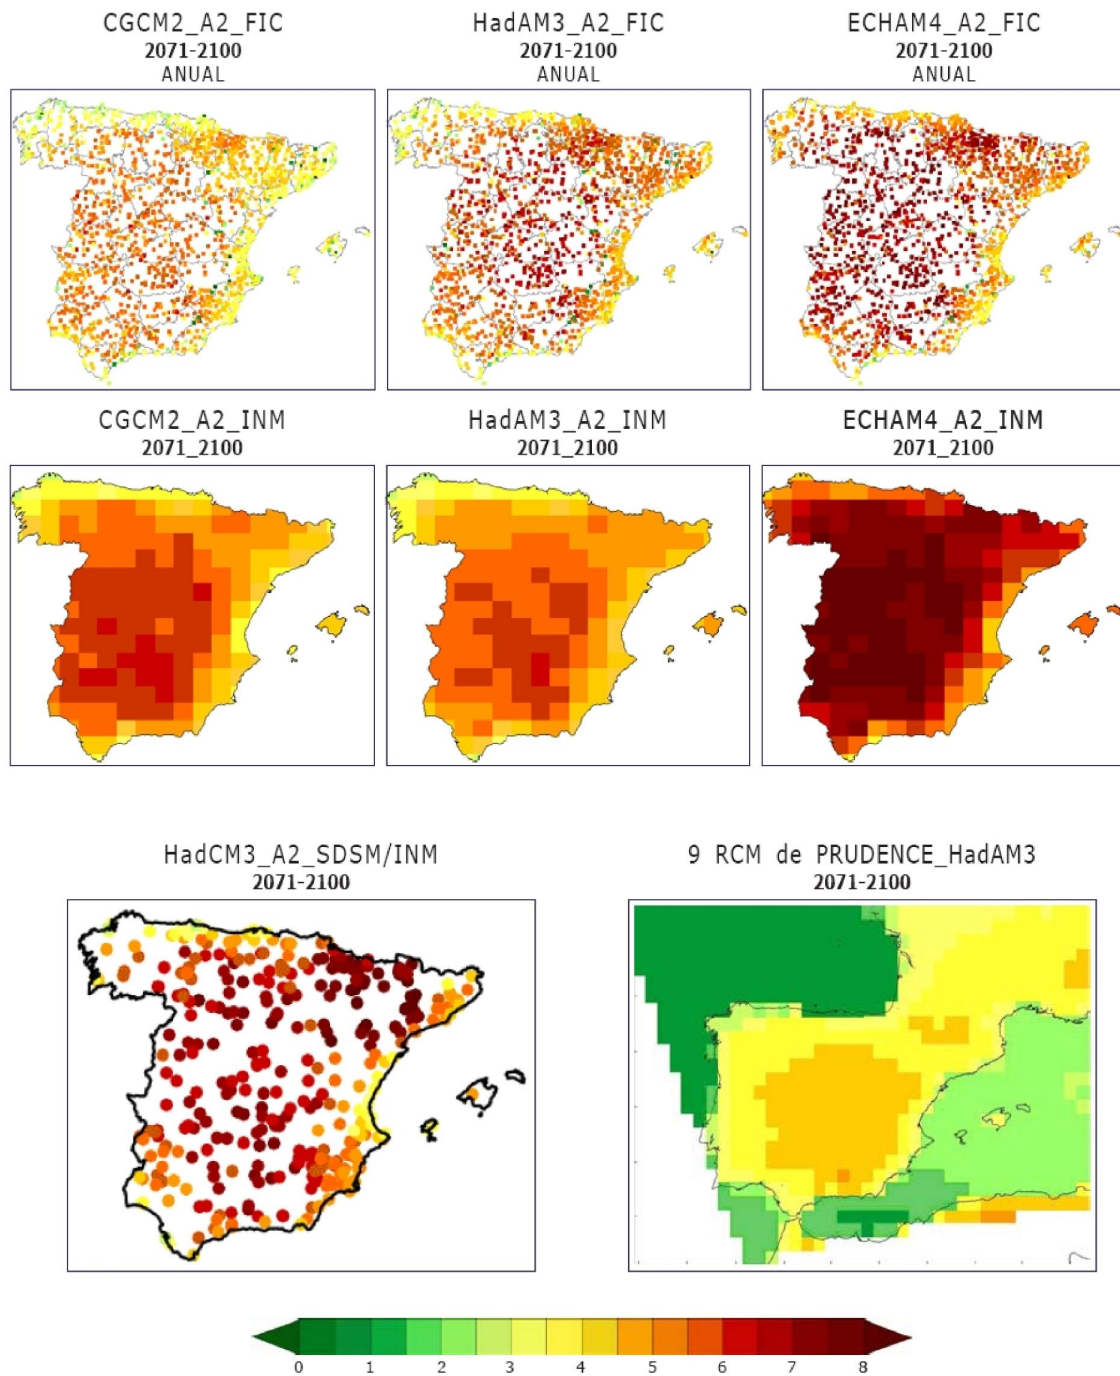 CGCM2_A2_FIC
2071-2100
ANUAL
HadAM3_A2_FIC
2071-2100
ANUAL
ECHAM4_A2_FIC
2071-2100
ANUAL
CGCM2_A2_INM
2071_2100
HadAM3_A2_INM
2071_2100
ECHAM4_A2_INM
2071_2100
HadCM3_A2_SDSM/INM
2071-2100
9 RCM de PRUDENCE_HadAM3
2071-2100
0 1 2 3 4 5 6 7 8